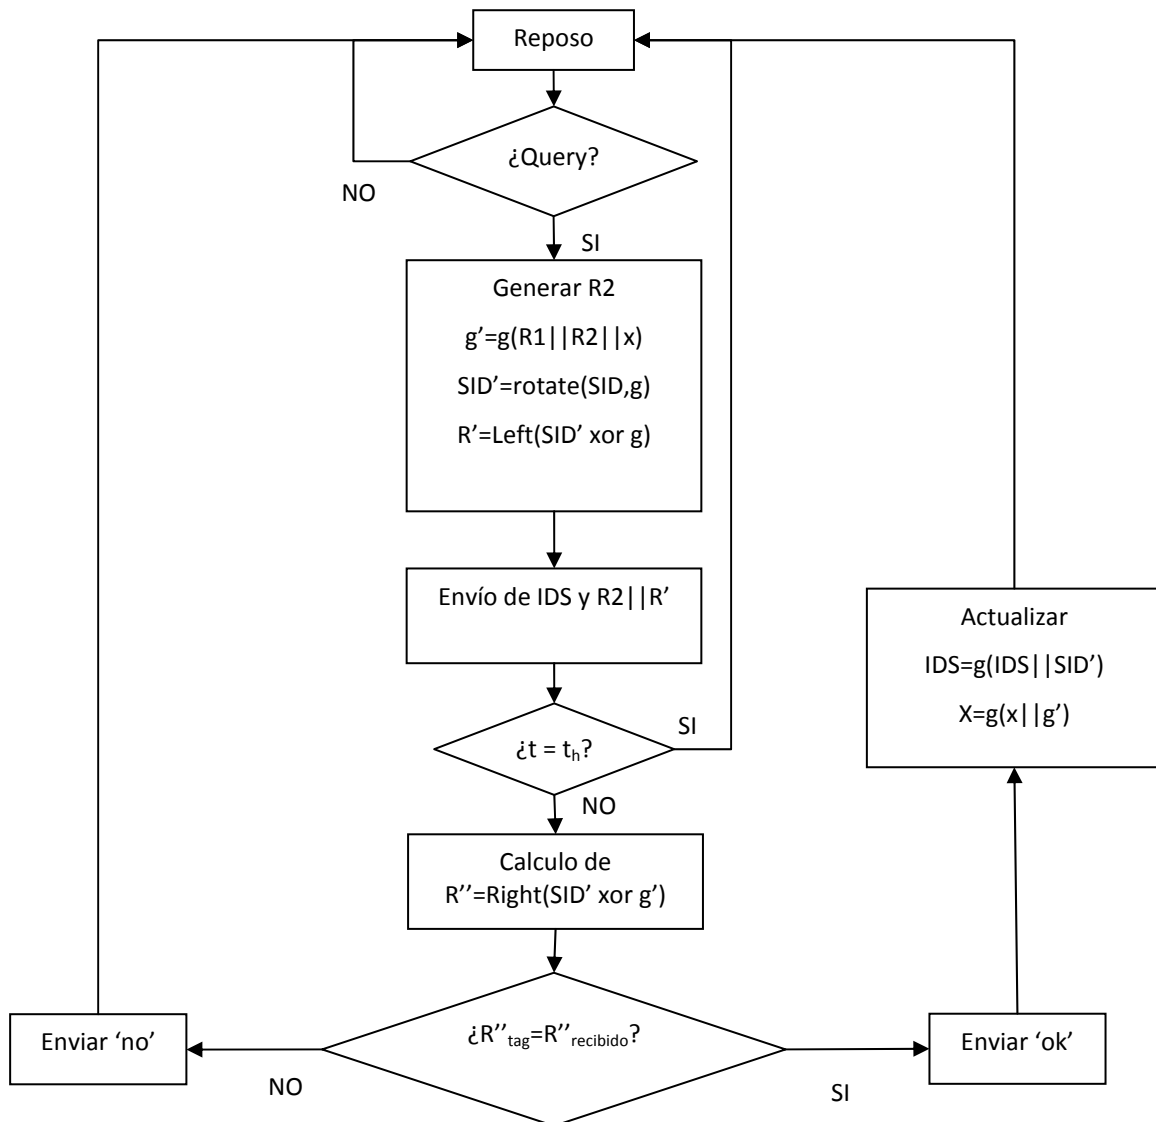 Reposo
¿Query?
NO
SI
Generar R2
g’=g(R1||R2||x)
SID’=rotate(SID,g)
R’=Left(SID’ xor g)
Envío de IDS y R2||R’
¿t = th?
SI
NO
Calculo de
R’’=Right(SID’ xor g’)
¿R’’tag=R’’recibido?
NO
SI
Enviar ‘no’
Enviar ‘ok’
Actualizar
IDS=g(IDS||SID’)
X=g(x||g’)